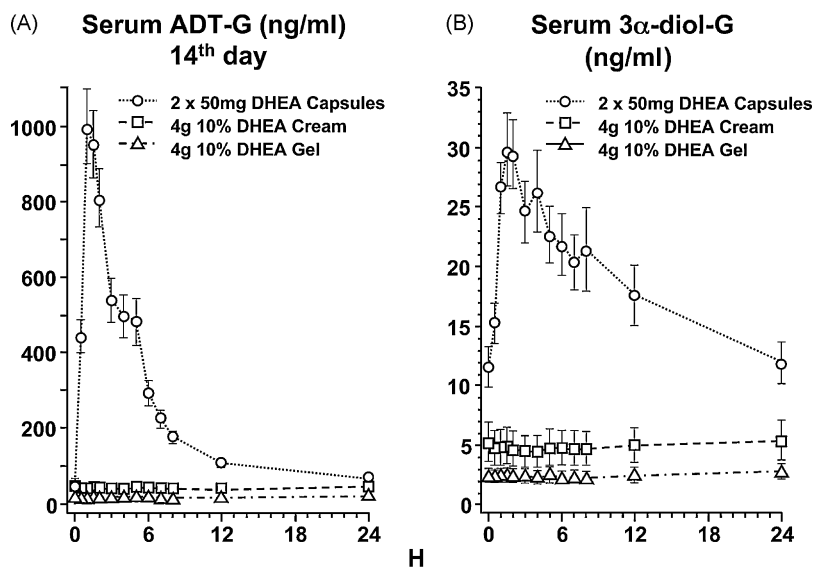 (A) Serum ADT-G (ng/ml)
14th day
2 x 50mg DHEA Capsules
4g 10% DHEA Cream
4g 10% DHEA Gel
1000
800
600
400
200
0
0 6 12 18 24
(B) Serum 3α-diol-G
(ng/ml)
2 x 50mg DHEA Capsules
4g 10% DHEA Cream
4g 10% DHEA Gel
35
30
25
20
15
10
5
0
0 6 12 18 24
H